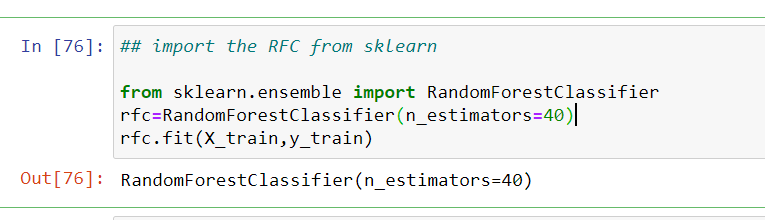 In [76]: ## import the RFC from sklearn
from sklearn.ensemble import RandomForestClassifier
rfc=RandomForestClassifier(n_estimators=40)
rfc.fit(X_train,y_train)
Out[76]: RandomForestClassifier(n_estimators=40)